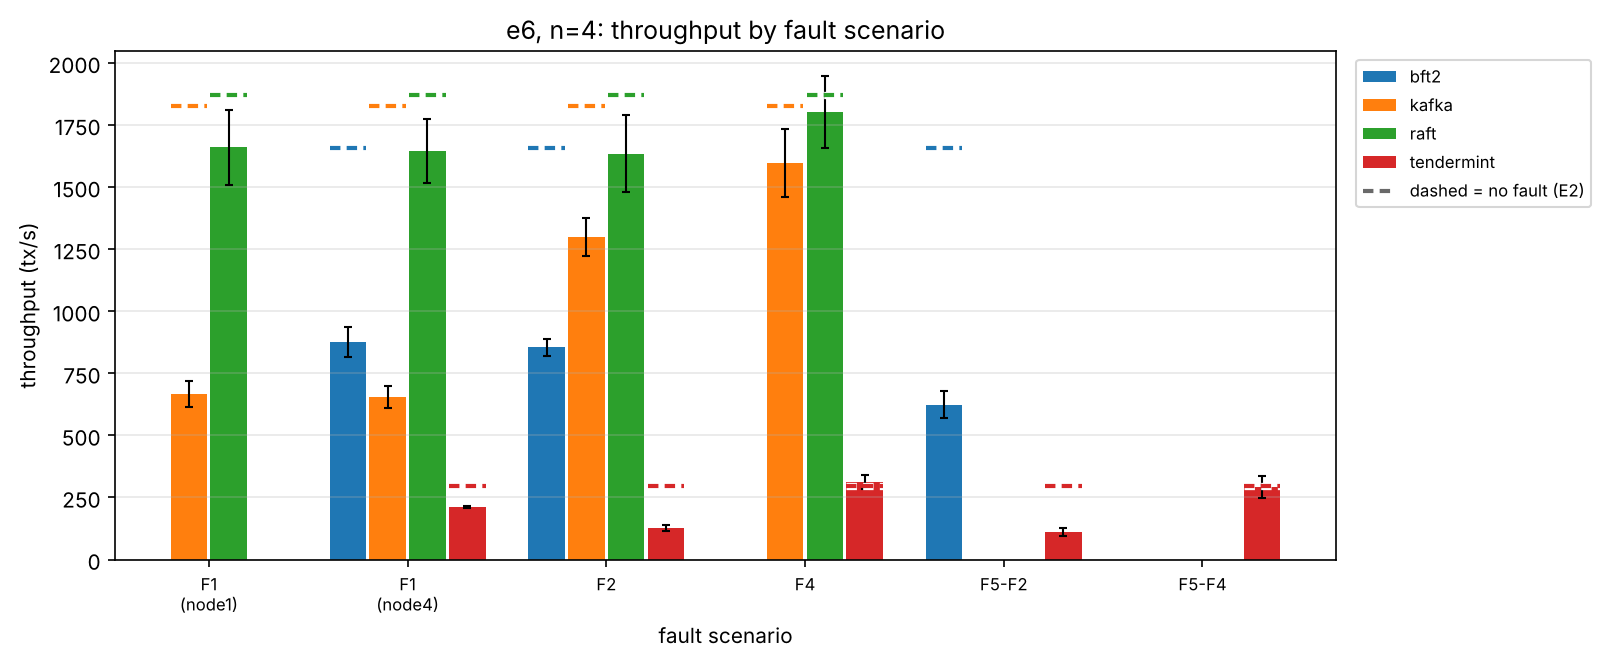 e6, n=4: throughput by fault scenario
throughput (tx/s)
2000
1750
1500
1250
1000
750
500
250
0
F1
(node1)
F1
(node4)
F2
F4
F5-F2
F5-F4
fault scenario
bft2
kafka
raft
tendermint
dashed = no fault (E2)